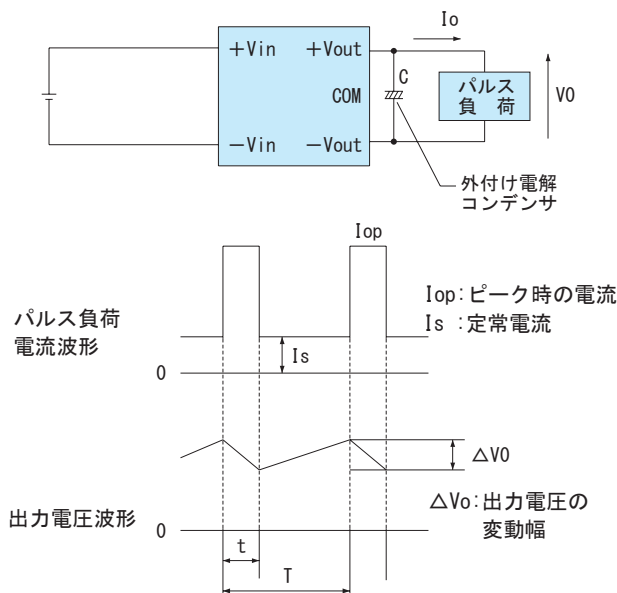 Io
+Vin +Vout
C
COM
パルス
負 荷
V0
-Vin -Vout
外付け電解
コンデンサ
Iop
Iop:ピーク時の電流
Is :定常電流
パルス負荷
電流波形
Is
0
△V0
出力電圧波形
0
△Vo:出力電圧の
変動幅
t
T